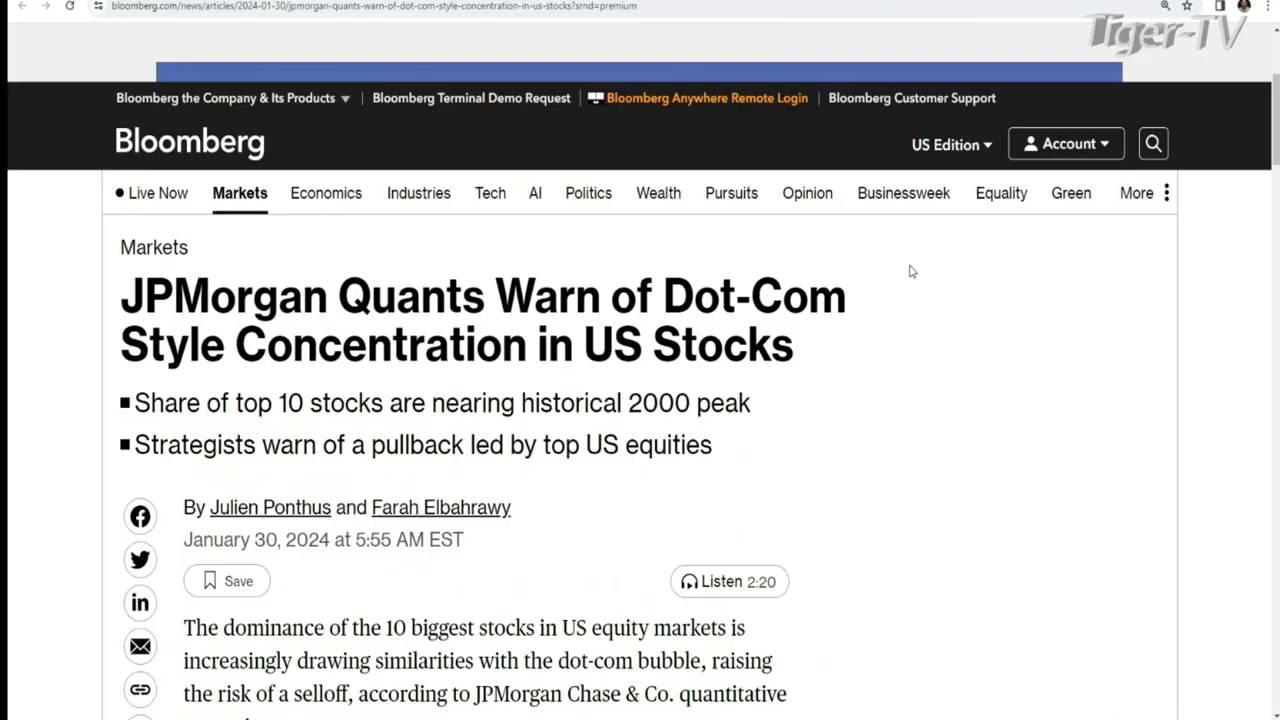 bloomberg.com/news/articles/2024-01-30/jpmorgan-quants-warn-of-dot-com-style-concentration-in-us-stocks?srnd=premium
Tiger-TV
Bloomberg the Company & Its Products | Bloomberg Terminal Demo Request | Bloomberg Anywhere Remote Login | Bloomberg Customer Support
Bloomberg US Edition Account
Live Now Markets Economics Industries Tech AI Politics Wealth Pursuits Opinion Businessweek Equality Green More
Markets
JPMorgan Quants Warn of Dot-Com
Style Concentration in US Stocks
Share of top 10 stocks are nearing historical 2000 peak
Strategists warn of a pullback led by top US equities
By Julien Ponthus and Farah Elbahrawy
January 30, 2024 at 5:55 AM EST
Save Listen 2:20
The dominance of the 10 biggest stocks in US equity markets is
increasingly drawing similarities with the dot-com bubble, raising
the risk of a selloff, according to JPMorgan Chase & Co. quantitative